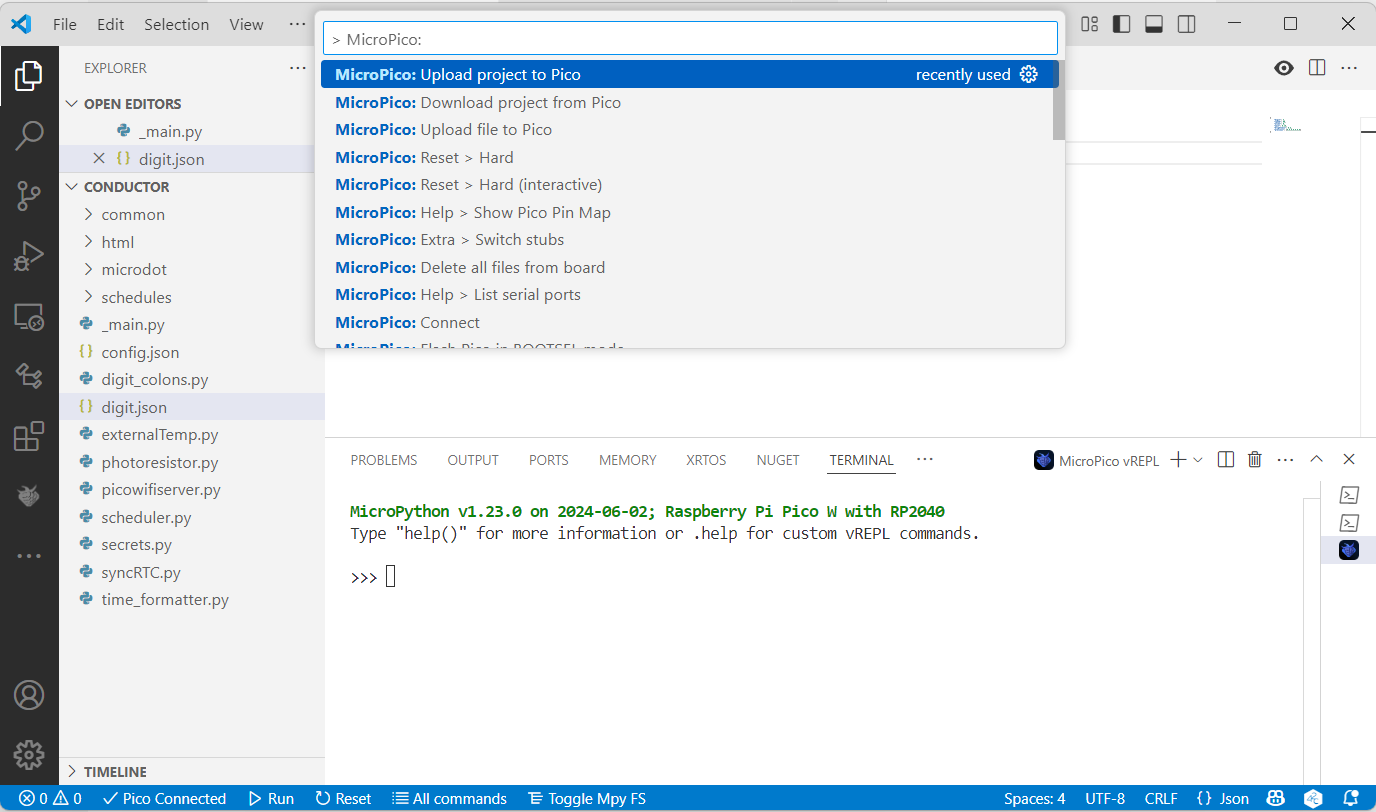 File Edit Selection View ···
> MicroPico:
MicroPico: Upload project to Pico recently used
MicroPico: Download project from Pico
MicroPico: Upload file to Pico
MicroPico: Reset > Hard
MicroPico: Reset > Hard (interactive)
MicroPico: Help > Show Pico Pin Map
MicroPico: Extra > Switch stubs
MicroPico: Delete all files from board
MicroPico: Help > List serial ports
MicroPico: Connect
MicroPico: Flash Pico in BOOTSEL mode
EXPLORER ···
OPEN EDITORS
_main.py
{} digit.json
CONDUCTOR
common
html
microdot
schedules
_main.py
{} config.json
digit_colons.py
{} digit.json
externalTemp.py
photoresistor.py
picowifiserver.py
scheduler.py
secrets.py
syncRTC.py
time_formatter.py
TIMELINE
PROBLEMS OUTPUT PORTS MEMORY XRTOS NUGET TERMINAL ··· MicroPico vREPL
MicroPython v1.23.0 on 2024-06-02; Raspberry Pi Pico W with RP2040
Type "help()" for more information or .help for custom vREPL commands.
>>>
0 0 Pico Connected Run Reset All commands Toggle Mpy FS Spaces: 4 UTF-8 CRLF {} Json